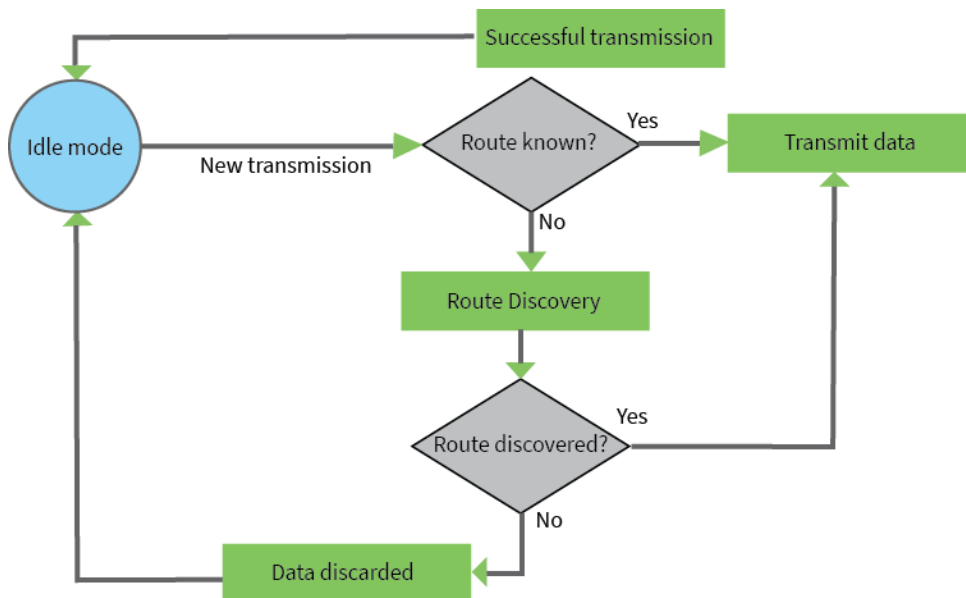 Successful transmission
Idle mode
New transmission
Route known?
Yes
Transmit data
No
Route Discovery
Route discovered?
Yes
No
Data discarded